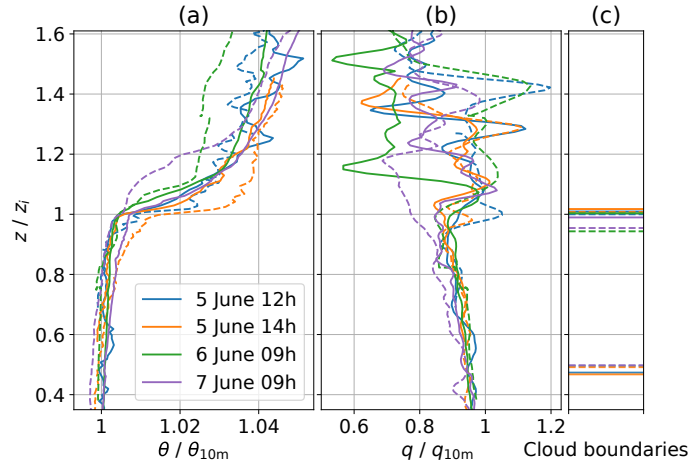 (a) (b) (c)
1.6
1.4
1.2
1
0.8
0.6
0.4
z / z_i
5 June 12h
5 June 14h
6 June 09h
7 June 09h
1 1.02 1.04 0.6 0.8 1 1.2
θ / θ_10m q / q_10m Cloud boundaries